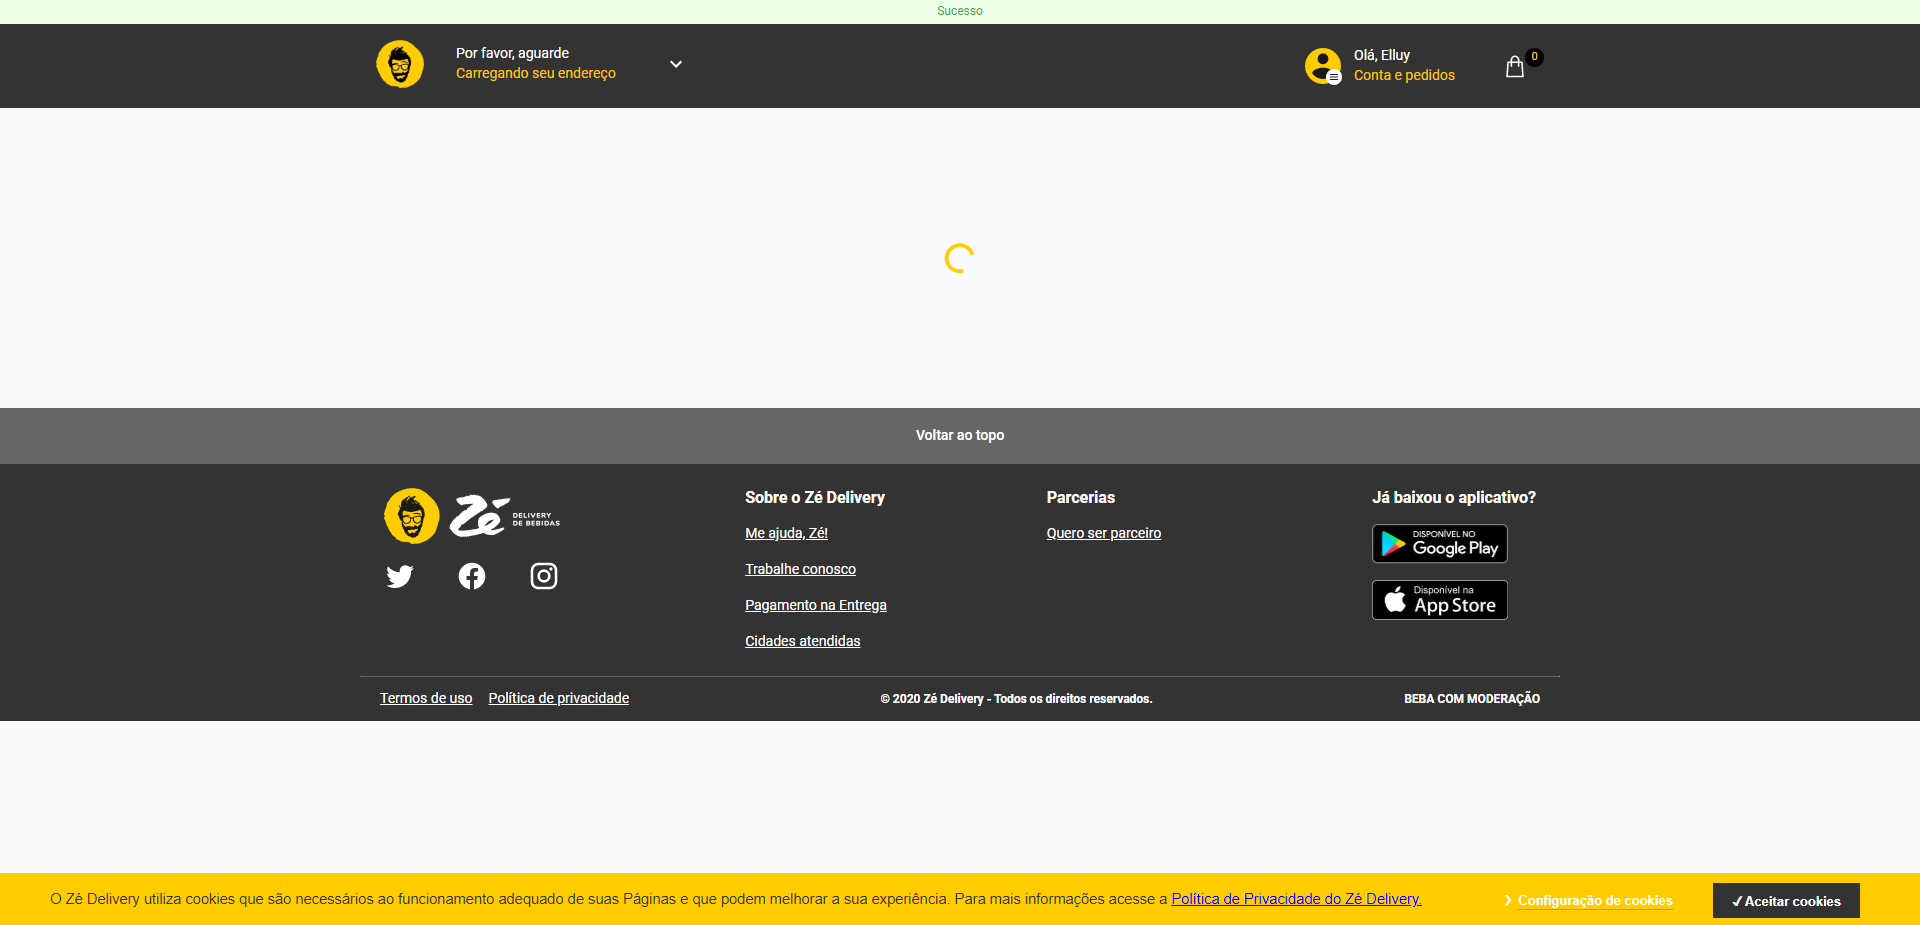 Sucesso
Por favor, aguarde
Carregando seu endereço
Olá, Elluy
Conta e pedidos
0
Voltar ao topo
Zé DELIVERY
DE BEBIDAS
Sobre o Zé Delivery
Me ajuda, Zé!
Trabalhe conosco
Pagamento na Entrega
Cidades atendidas
Parcerias
Quero ser parceiro
Já baixou o aplicativo?
DISPONÍVEL NO
Google Play
Disponível na
App Store
Termos de uso Política de privacidade
© 2020 Zé Delivery - Todos os direitos reservados.
BEBA COM MODERAÇÃO
O Zé Delivery utiliza cookies que são necessários ao funcionamento adequado de suas Páginas e que podem melhorar a sua experiência. Para mais informações acesse a Política de Privacidade do Zé Delivery.
Configuração de cookies
✓ Aceitar cookies